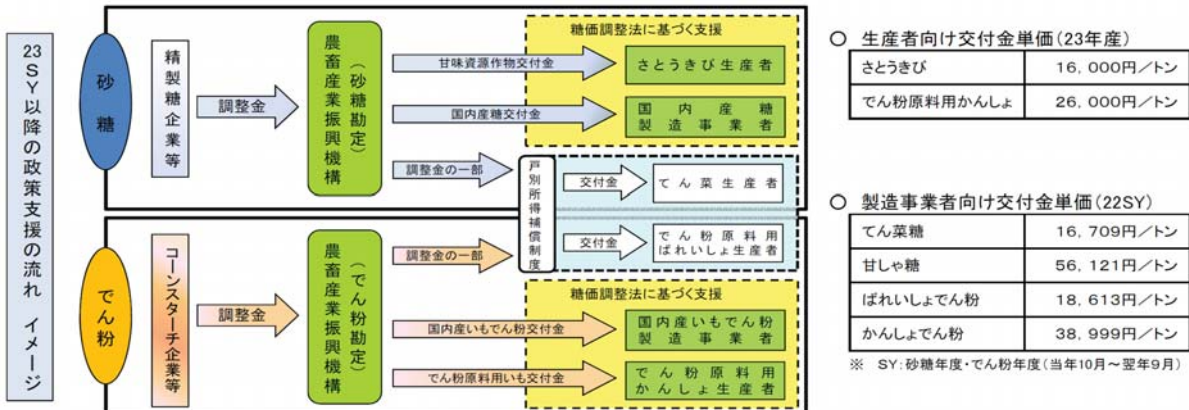 23SY以降の政策支援の流れ　イメージ
砂糖
精製糖企業等
調整金
農畜産業振興機構
(砂糖勘定)
甘味資源作物交付金
国内産糖交付金
調整金の一部
糖価調整法に基づく支援
さとうきび生産者
国内産糖
製造事業者
戸別所得補償制度
交付金
てん菜生産者
でん粉
コーンスターチ企業等
調整金
農畜産業振興機構
(でん粉勘定)
調整金の一部
国内産いもでん粉交付金
でん粉原料用いも交付金
交付金
でん粉原料用
ばれいしょ生産者
糖価調整法に基づく支援
国内産いもでん粉
製造事業者
でん粉原料用
かんしょ生産者
○ 生産者向け交付金単価(23年産)
さとうきび 16,000円/トン
でん粉原料用かんしょ 26,000円/トン
○ 製造事業者向け交付金単価(22SY)
てん菜糖 16,709円/トン
甘しゃ糖 56,121円/トン
ばれいしょでん粉 18,613円/トン
かんしょでん粉 38,999円/トン
※ SY:砂糖年度・でん粉年度(当年10月～翌年9月)